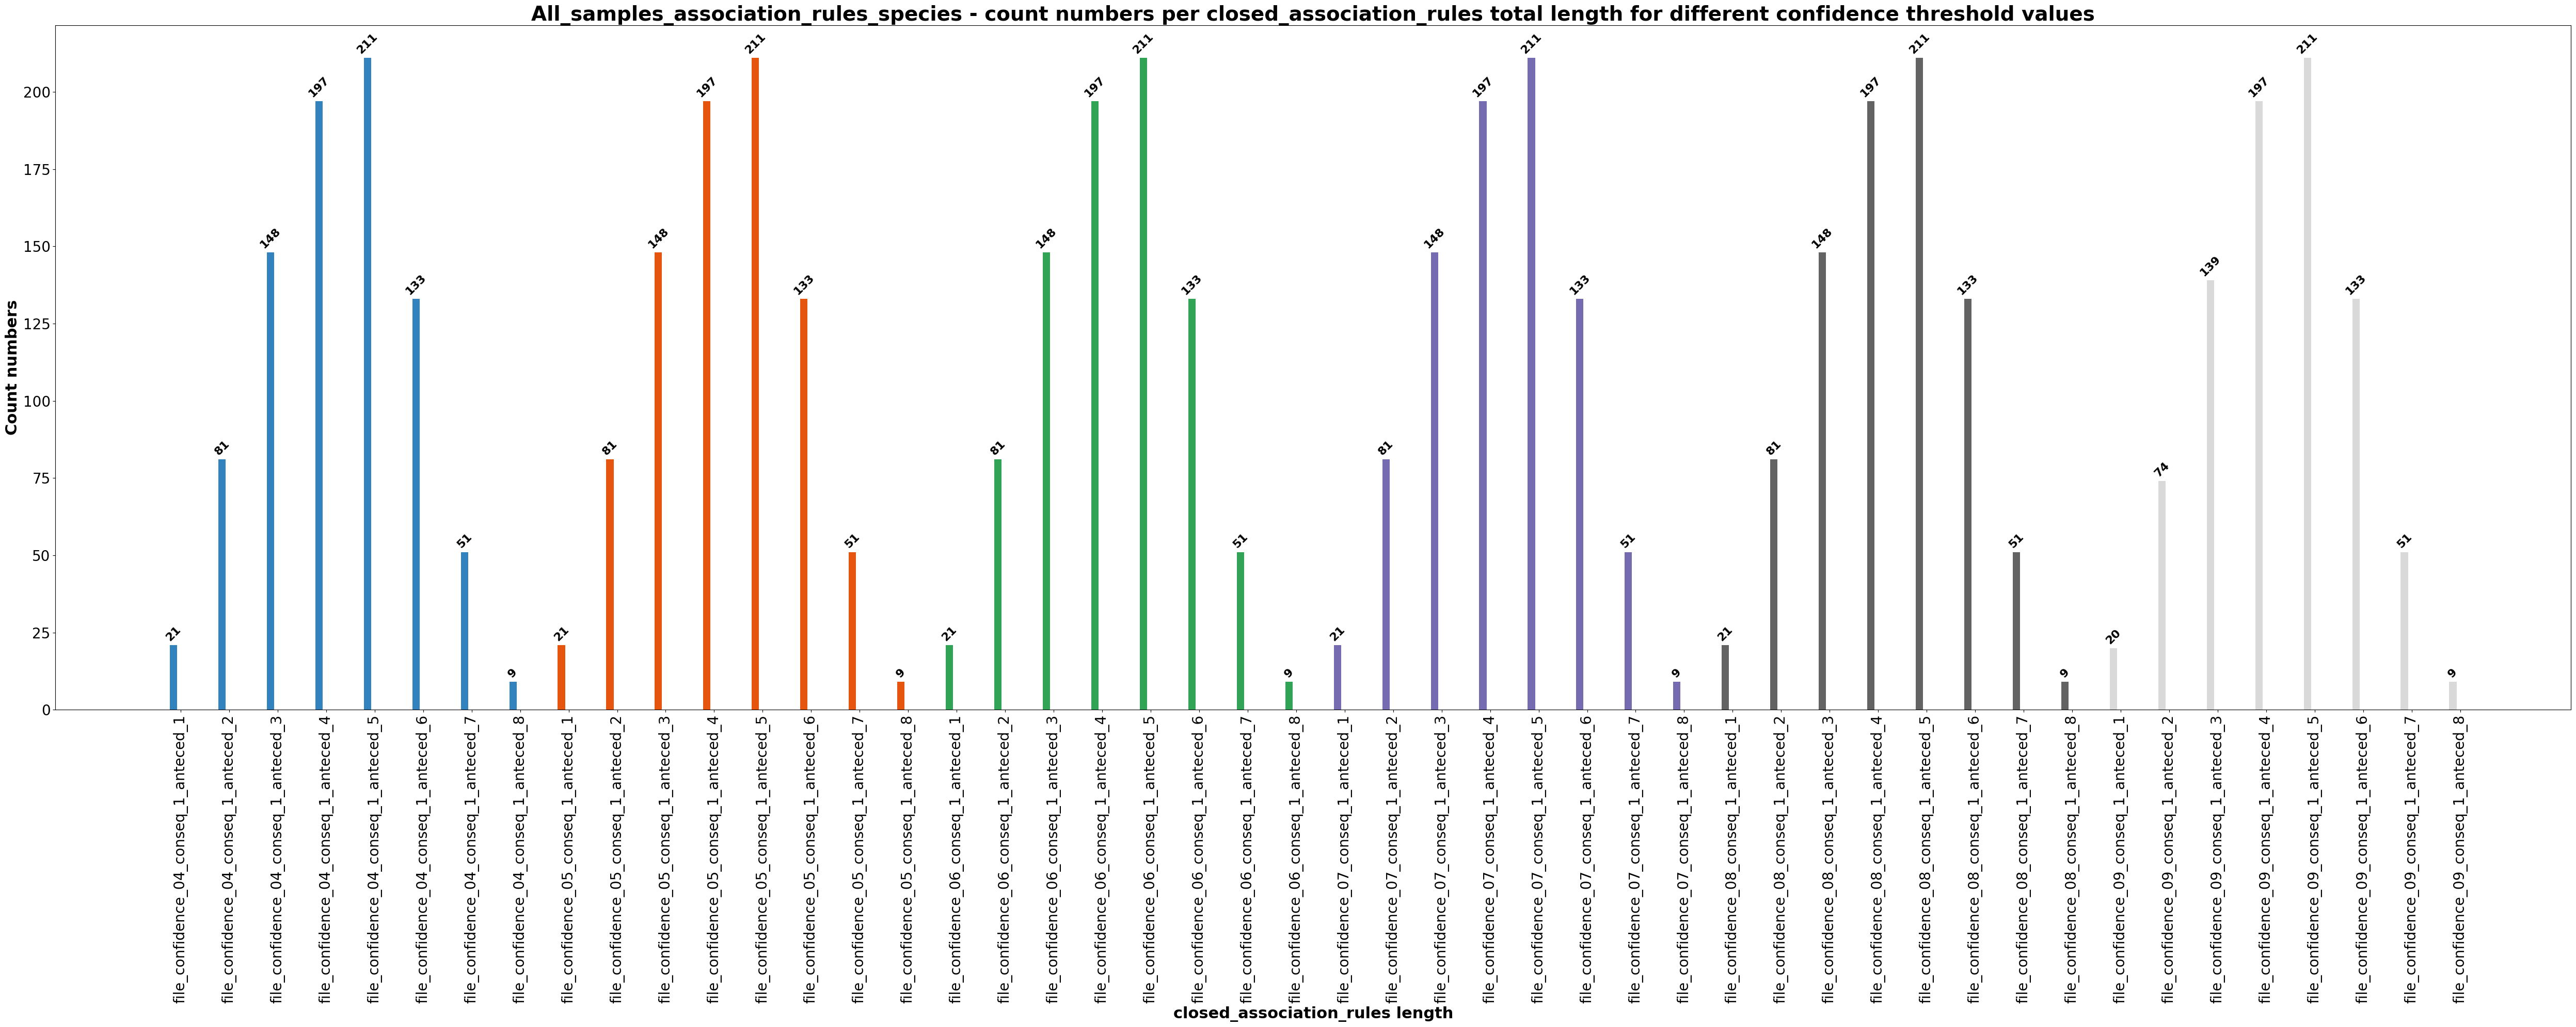 All_samples_association_rules_species - count numbers per closed_association_rules total length for different confidence threshold values
Count numbers
200
175
150
125
100
75
50
25
0
21
81
148
197
211
133
51
9
21
81
148
197
211
133
51
9
21
81
148
197
211
133
51
9
21
81
148
197
211
133
51
9
21
81
148
197
211
133
51
9
20
74
139
197
211
133
51
9
file_confidence_04_conseq_1_anteced_1
file_confidence_04_conseq_1_anteced_2
file_confidence_04_conseq_1_anteced_3
file_confidence_04_conseq_1_anteced_4
file_confidence_04_conseq_1_anteced_5
file_confidence_04_conseq_1_anteced_6
file_confidence_04_conseq_1_anteced_7
file_confidence_04_conseq_1_anteced_8
file_confidence_05_conseq_1_anteced_1
file_confidence_05_conseq_1_anteced_2
file_confidence_05_conseq_1_anteced_3
file_confidence_05_conseq_1_anteced_4
file_confidence_05_conseq_1_anteced_5
file_confidence_05_conseq_1_anteced_6
file_confidence_05_conseq_1_anteced_7
file_confidence_05_conseq_1_anteced_8
file_confidence_06_conseq_1_anteced_1
file_confidence_06_conseq_1_anteced_2
file_confidence_06_conseq_1_anteced_3
file_confidence_06_conseq_1_anteced_4
file_confidence_06_conseq_1_anteced_5
file_confidence_06_conseq_1_anteced_6
file_confidence_06_conseq_1_anteced_7
file_confidence_06_conseq_1_anteced_8
file_confidence_07_conseq_1_anteced_1
file_confidence_07_conseq_1_anteced_2
file_confidence_07_conseq_1_anteced_3
file_confidence_07_conseq_1_anteced_4
file_confidence_07_conseq_1_anteced_5
file_confidence_07_conseq_1_anteced_6
file_confidence_07_conseq_1_anteced_7
file_confidence_07_conseq_1_anteced_8
file_confidence_08_conseq_1_anteced_1
file_confidence_08_conseq_1_anteced_2
file_confidence_08_conseq_1_anteced_3
file_confidence_08_conseq_1_anteced_4
file_confidence_08_conseq_1_anteced_5
file_confidence_08_conseq_1_anteced_6
file_confidence_08_conseq_1_anteced_7
file_confidence_08_conseq_1_anteced_8
file_confidence_09_conseq_1_anteced_1
file_confidence_09_conseq_1_anteced_2
file_confidence_09_conseq_1_anteced_3
file_confidence_09_conseq_1_anteced_4
file_confidence_09_conseq_1_anteced_5
file_confidence_09_conseq_1_anteced_6
file_confidence_09_conseq_1_anteced_7
file_confidence_09_conseq_1_anteced_8
closed_association_rules length